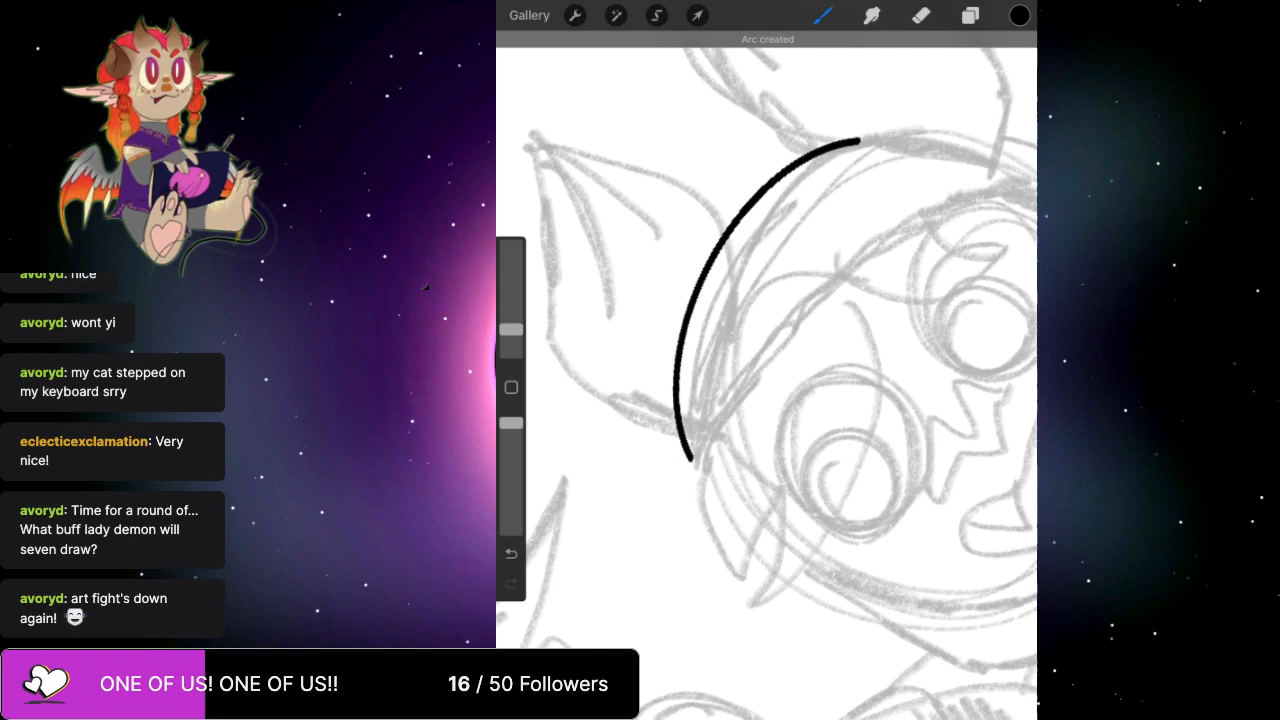 Gallery
Arc created
avoryd: nice
avoryd: wont yi
avoryd: my cat stepped on
my keyboard srry
eclecticexclamation: Very
nice!
avoryd: Time for a round of...
What buff lady demon will
seven draw?
avoryd: art fight's down
again!
ONE OF US! ONE OF US!!
16 / 50 Followers